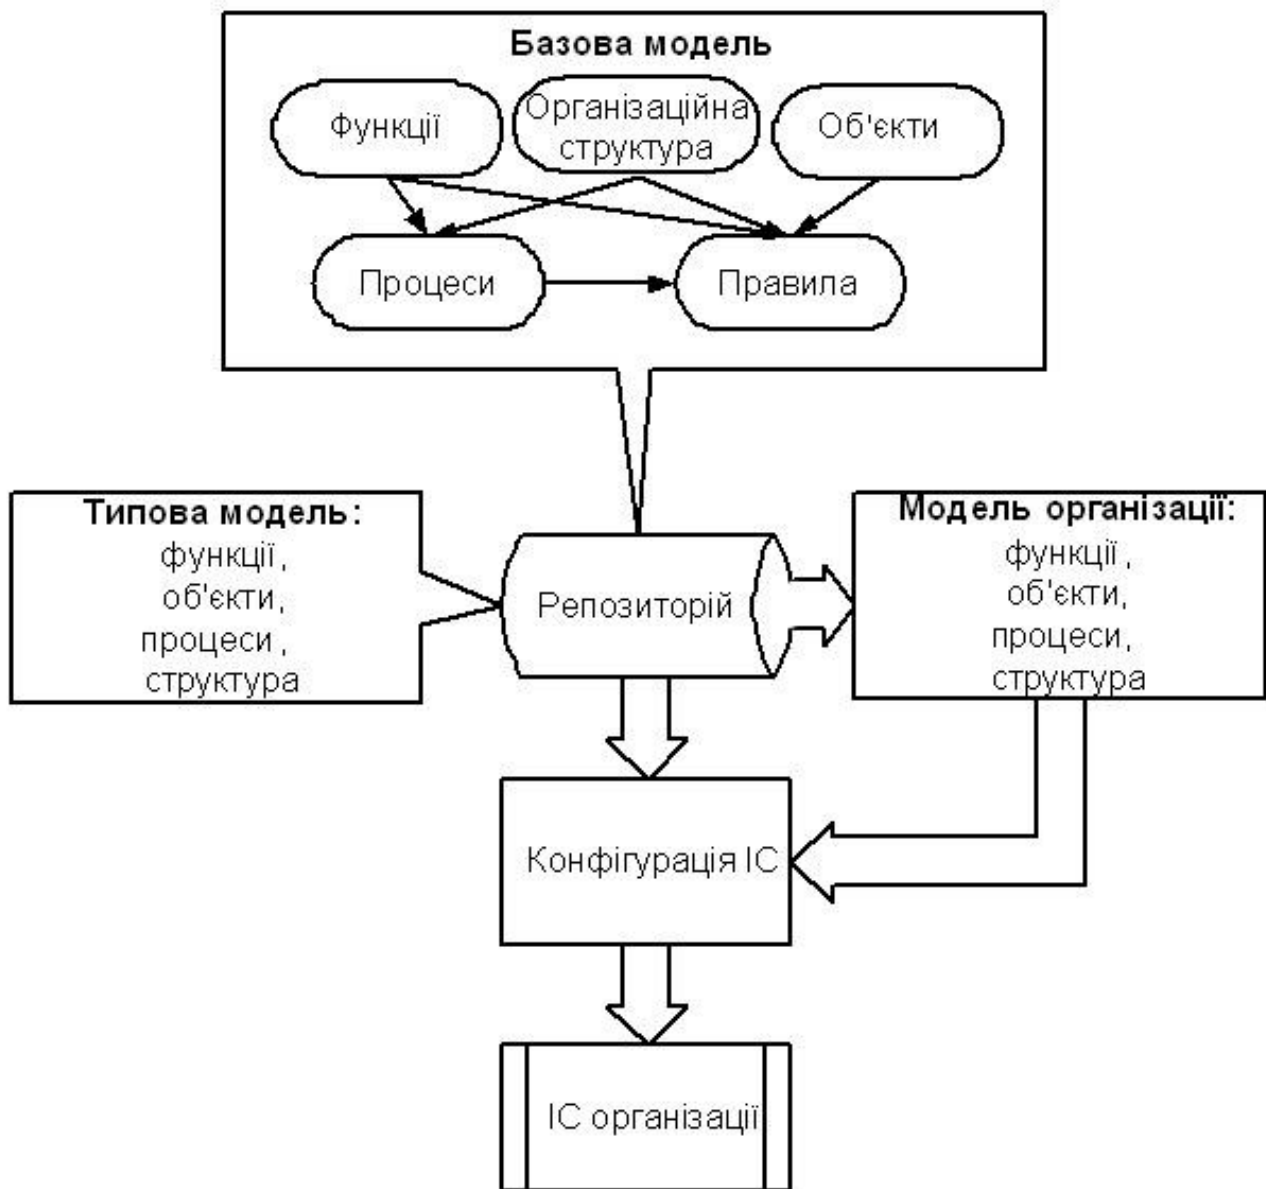 Базова модель
Функції
Організаційна
структура
Об'єкти
Процеси
Правила
Типова модель:
функції,
об'єкти,
процеси,
структура
Репозиторій
Модель організації:
функції,
об'єкти,
процеси,
структура
Конфігурація ІС
ІС організації